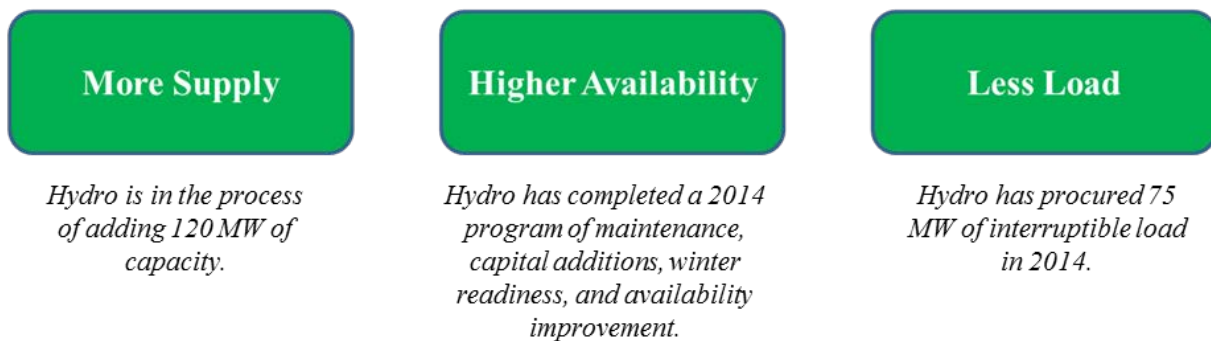 More Supply
Hydro is in the process
of adding 120 MW of
capacity.
Higher Availability
Hydro has completed a 2014
program of maintenance,
capital additions, winter
readiness, and availability
improvement.
Less Load
Hydro has procured 75
MW of interruptible load
in 2014.